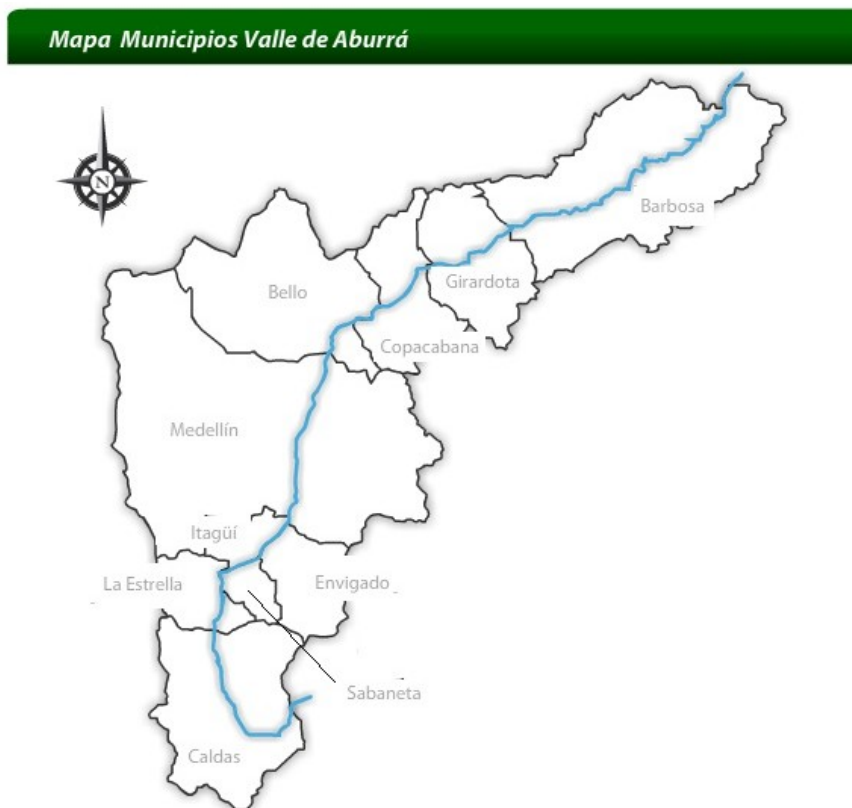 Mapa Municipios Valle de Aburrá
N
Barbosa
Girardota
Bello
Copacabana
Medellín
Itagüí
La Estrella
Envigado
Sabaneta
Caldas